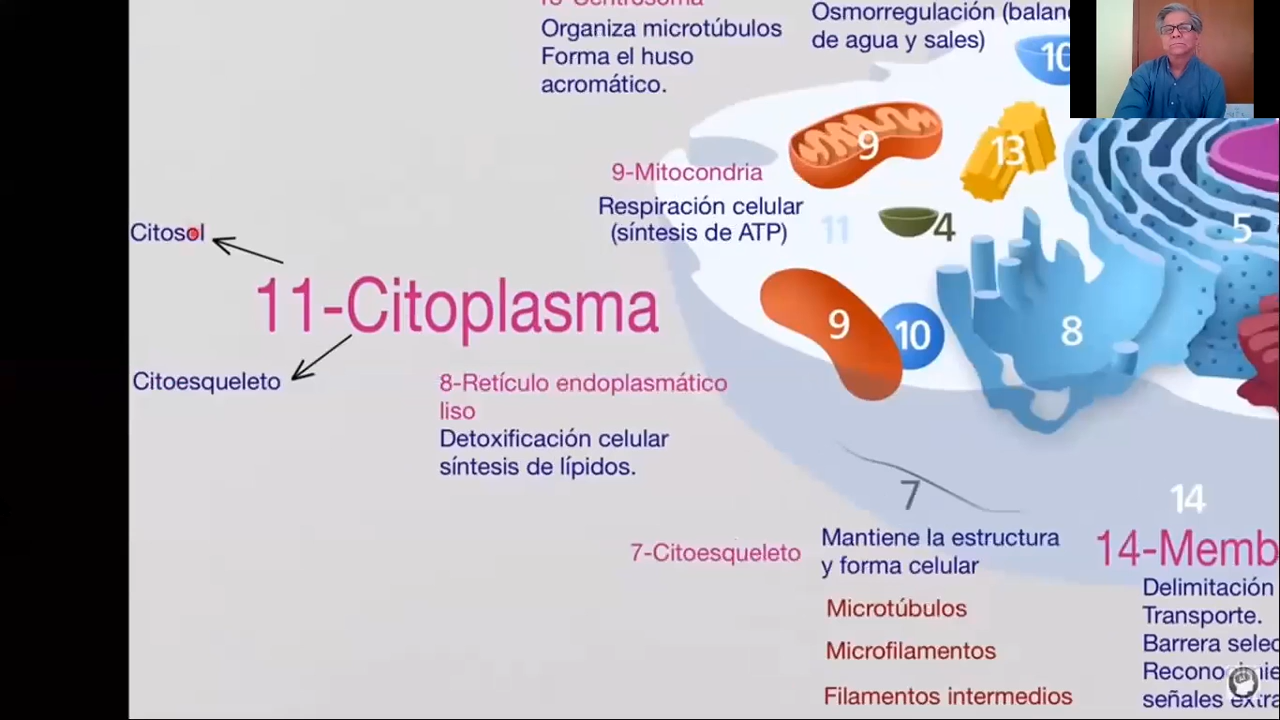 Organiza microtúbulos
Forma el huso
acromático.
Osmorregulación (balan
de agua y sales)
10
9
13
9-Mitocondria
Respiración celular
(síntesis de ATP)
11
4
5
Citosol
11-Citoplasma
Citoesqueleto
9
10
8
8-Retículo endoplasmático
liso
Detoxificación celular
síntesis de lípidos.
7
14
7-Citoesqueleto
Mantiene la estructura
y forma celular
Microtúbulos
Microfilamentos
Filamentos intermedios
14-Memb
Delimitación
Transporte.
Barrera selec
señales extra